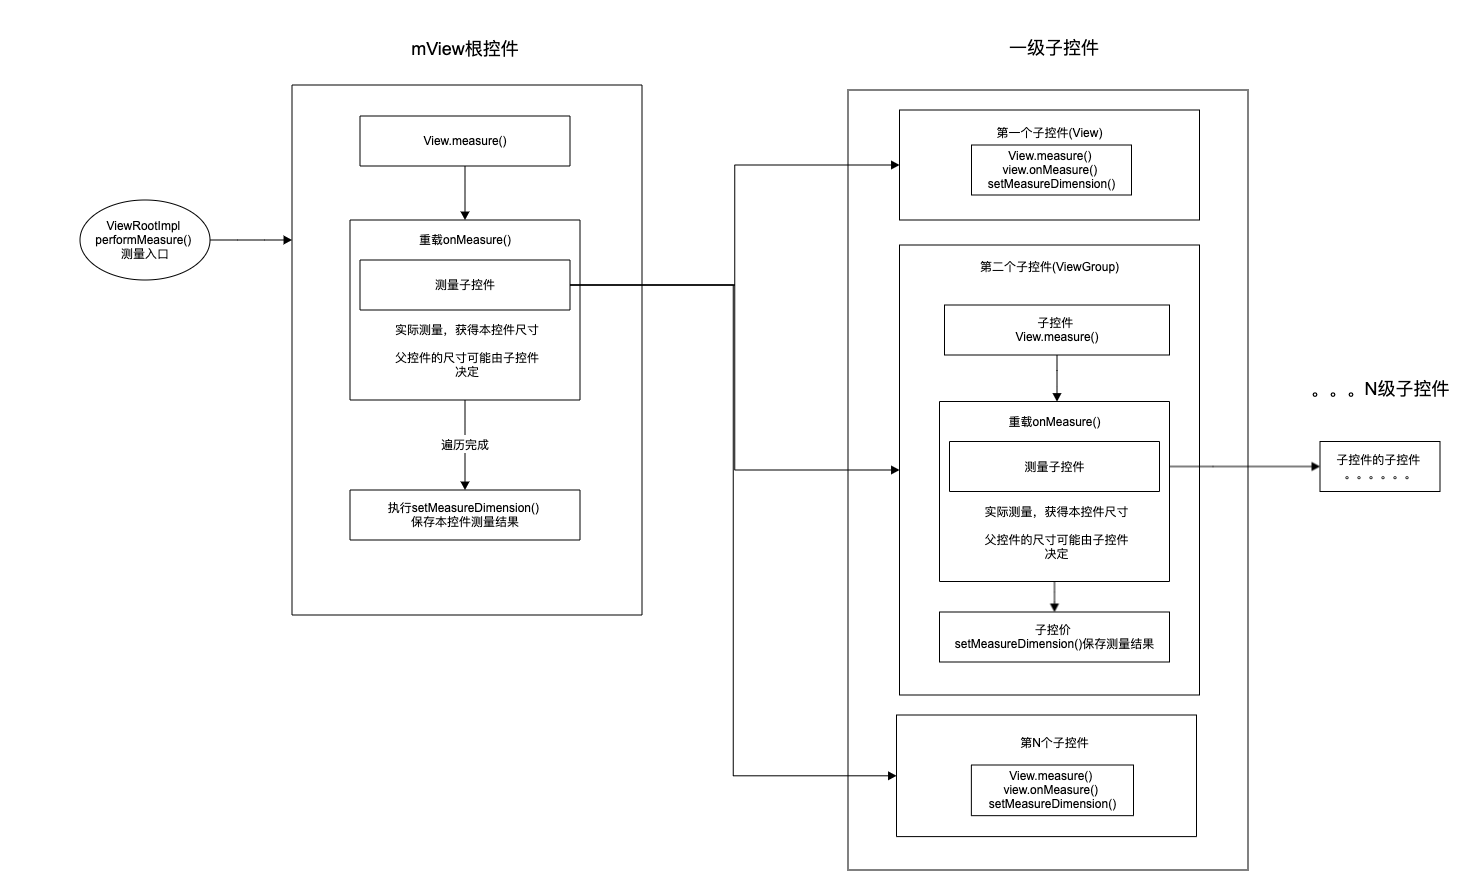 mView根控件
一级子控件
View.measure()
ViewRootImpl
performMeasure()
测量入口
重载onMeasure()
测量子控件
实际测量，获得本控件尺寸
父控件的尺寸可能由子控件
决定
遍历完成
执行setMeasureDimension()
保存本控件测量结果
第一个子控件(View)
View.measure()
view.onMeasure()
setMeasureDimension()
第二个子控件(ViewGroup)
子控件
View.measure()
重载onMeasure()
测量子控件
实际测量，获得本控件尺寸
父控件的尺寸可能由子控件
决定
子控价
setMeasureDimension()保存测量结果
第N个子控件
View.measure()
view.onMeasure()
setMeasureDimension()
。。。N级子控件
子控件的子控件
。。。。。。